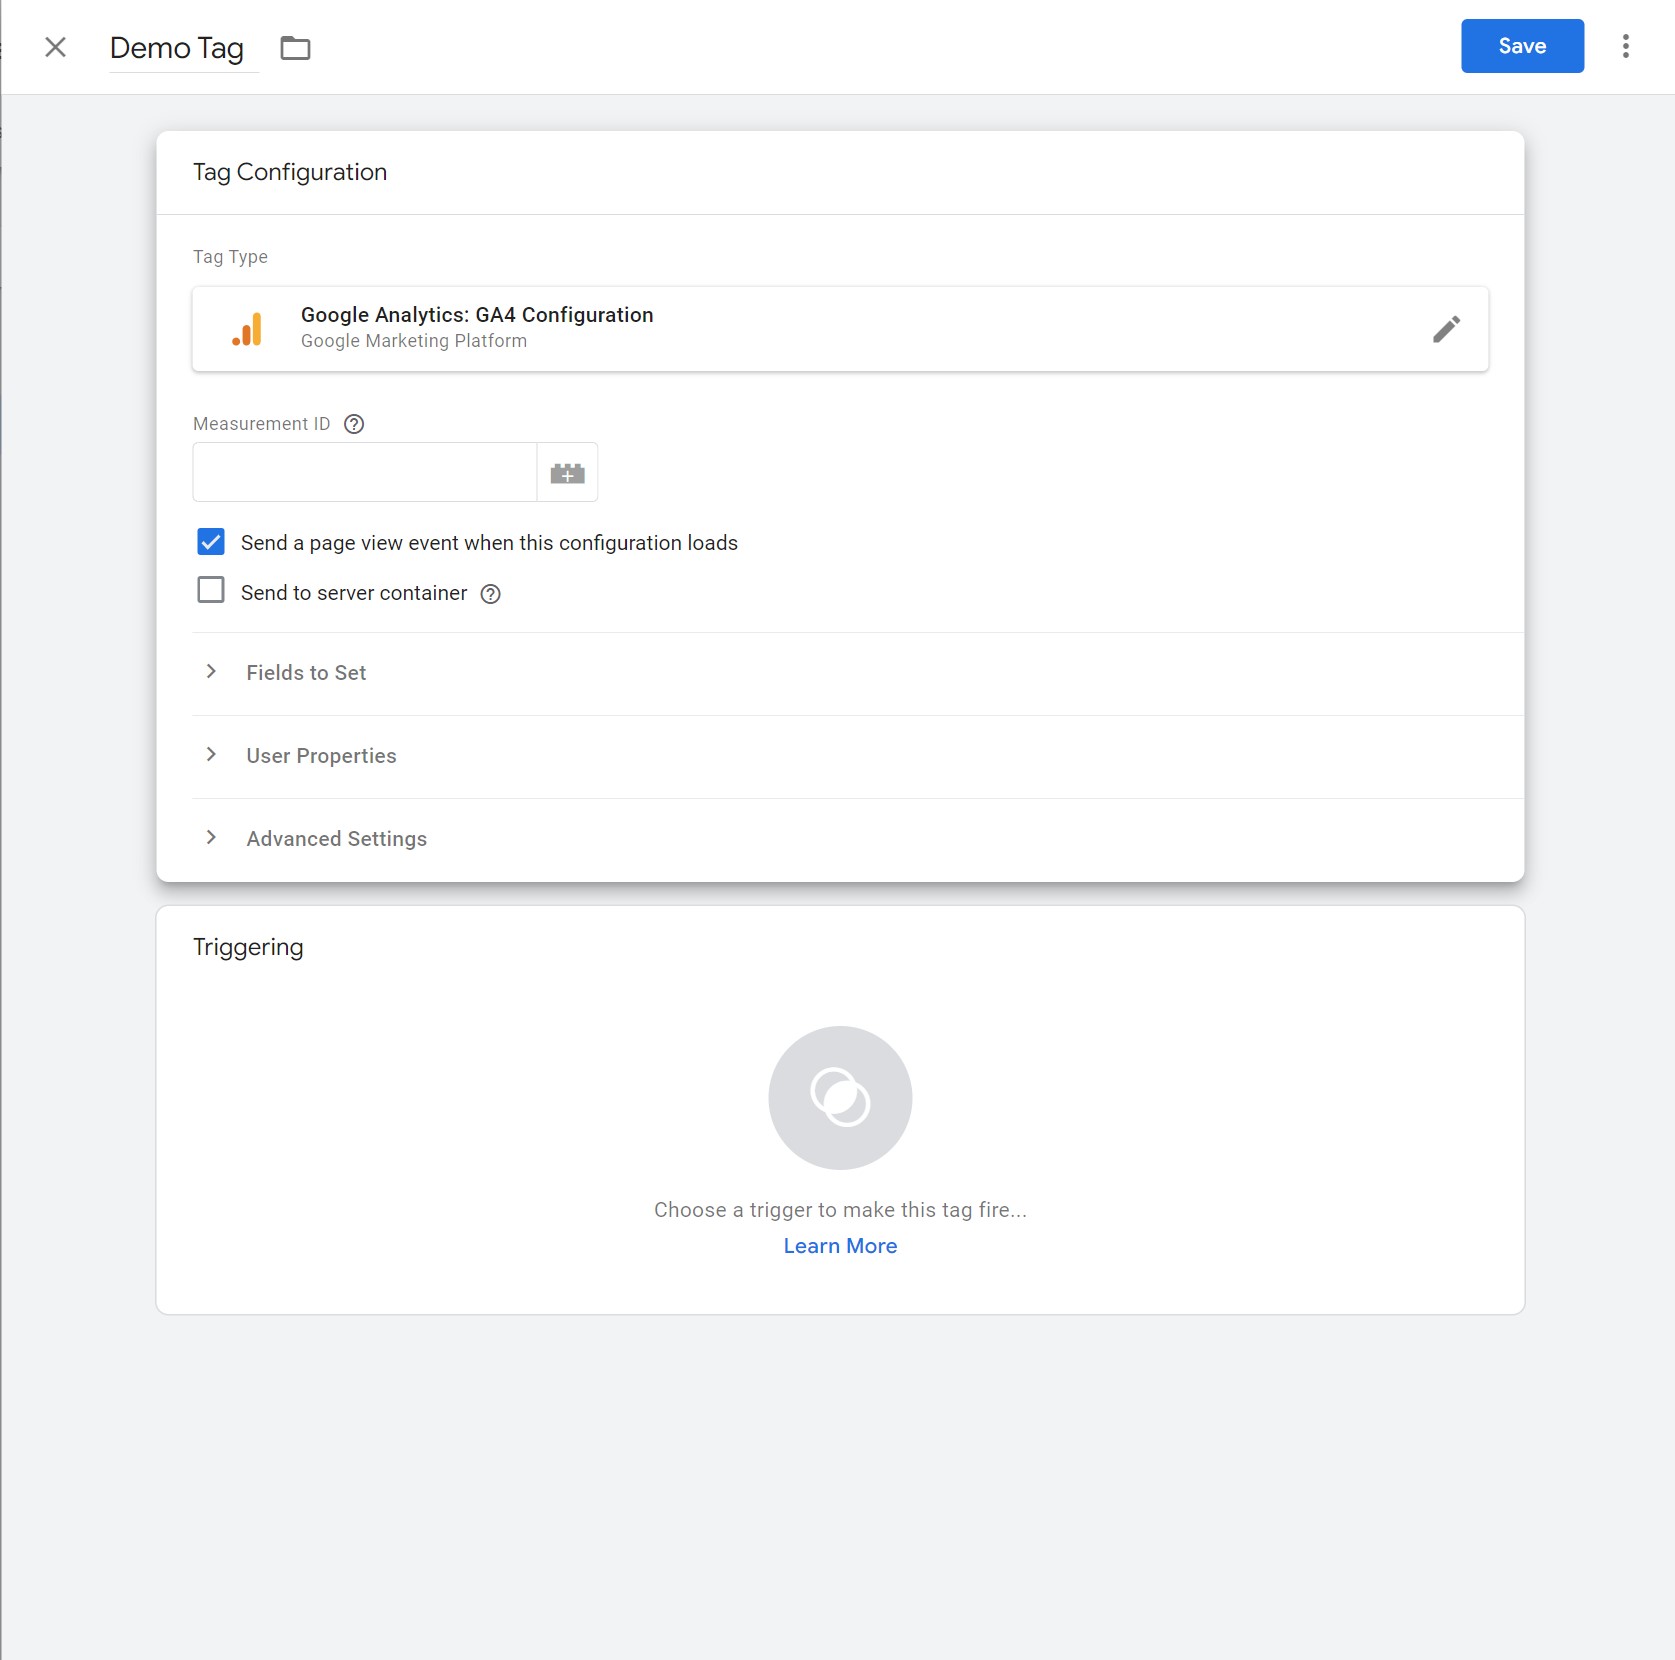 Demo Tag
Save
Tag Configuration
Tag Type
Google Analytics: GA4 Configuration
Google Marketing Platform
Measurement ID
Send a page view event when this configuration loads
Send to server container
Fields to Set
User Properties
Advanced Settings
Triggering
Choose a trigger to make this tag fire...
Learn More